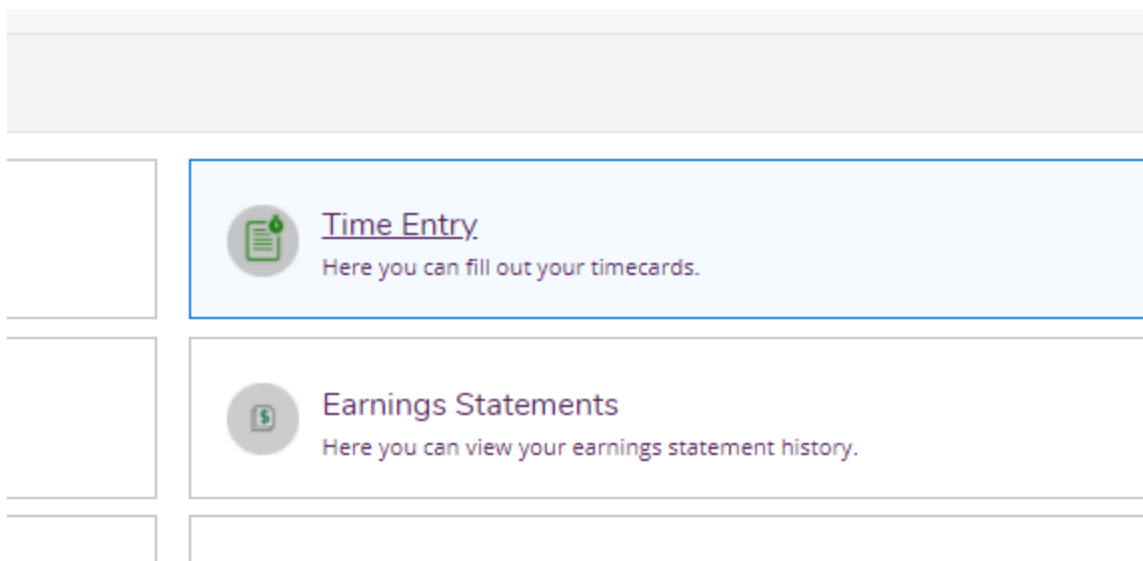 Time Entry
Here you can fill out your timecards.
Earnings Statements
Here you can view your earnings statement history.